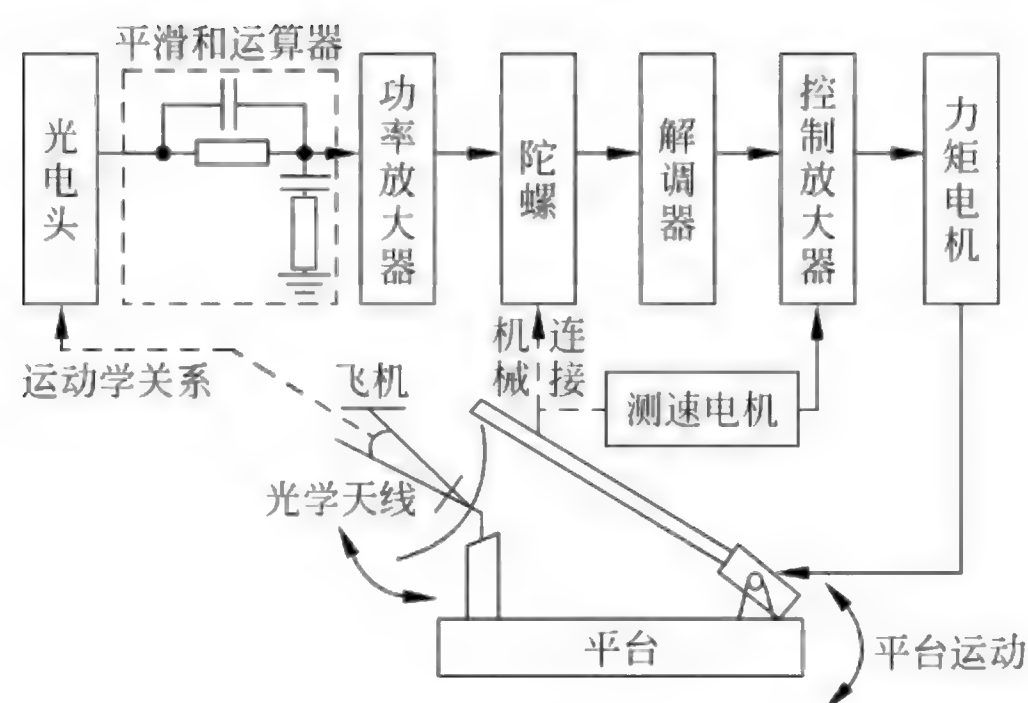 平滑和运算器
光电头
功率放大器
陀螺
解调器
控制放大器
力矩电机
机械
连接
运动学关系
飞机
测速电机
光学天线
平台
平台运动